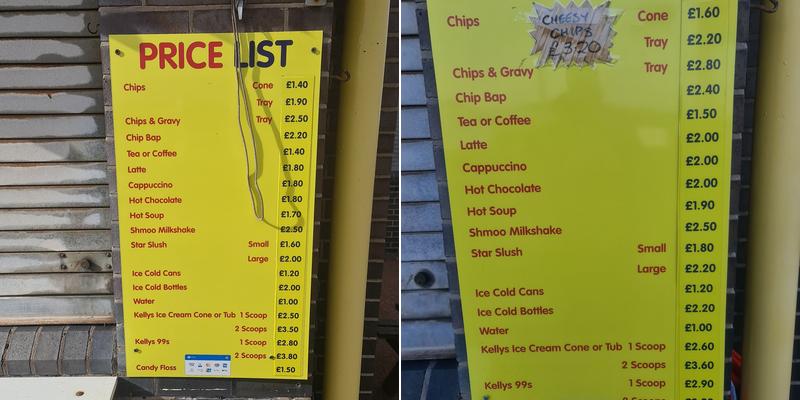 PRICE LIST
Chips Cone £1.40
Tray £1.90
Chips & Gravy Tray £2.50
Chip Bap £2.20
Tea or Coffee £1.40
Latte £1.80
Cappuccino £1.80
Hot Chocolate £1.80
Hot Soup £1.70
Shmoo Milkshake £2.50
Star Slush Small £1.60
Large £2.00
Ice Cold Cans £1.20
Ice Cold Bottles £2.00
Water £1.00
Kellys Ice Cream Cone or Tub 1 Scoop £2.50
2 Scoops £3.50
Kellys 99s 1 Scoop £2.80
2 Scoops £3.80
Candy Floss £1.50
CHEESY
CHIPS
£3.20
Chips Cone £1.60
Tray £2.20
Chips & Gravy Tray £2.80
Chip Bap £2.40
Tea or Coffee £1.50
Latte £2.00
Cappuccino £2.00
Hot Chocolate £2.00
Hot Soup £1.90
Shmoo Milkshake £2.50
Star Slush Small £1.80
Large £2.20
Ice Cold Cans £1.20
Ice Cold Bottles £2.20
Water £1.00
Kellys Ice Cream Cone or Tub 1 Scoop £2.60
2 Scoops £3.60
Kellys 99s 1 Scoop £2.90